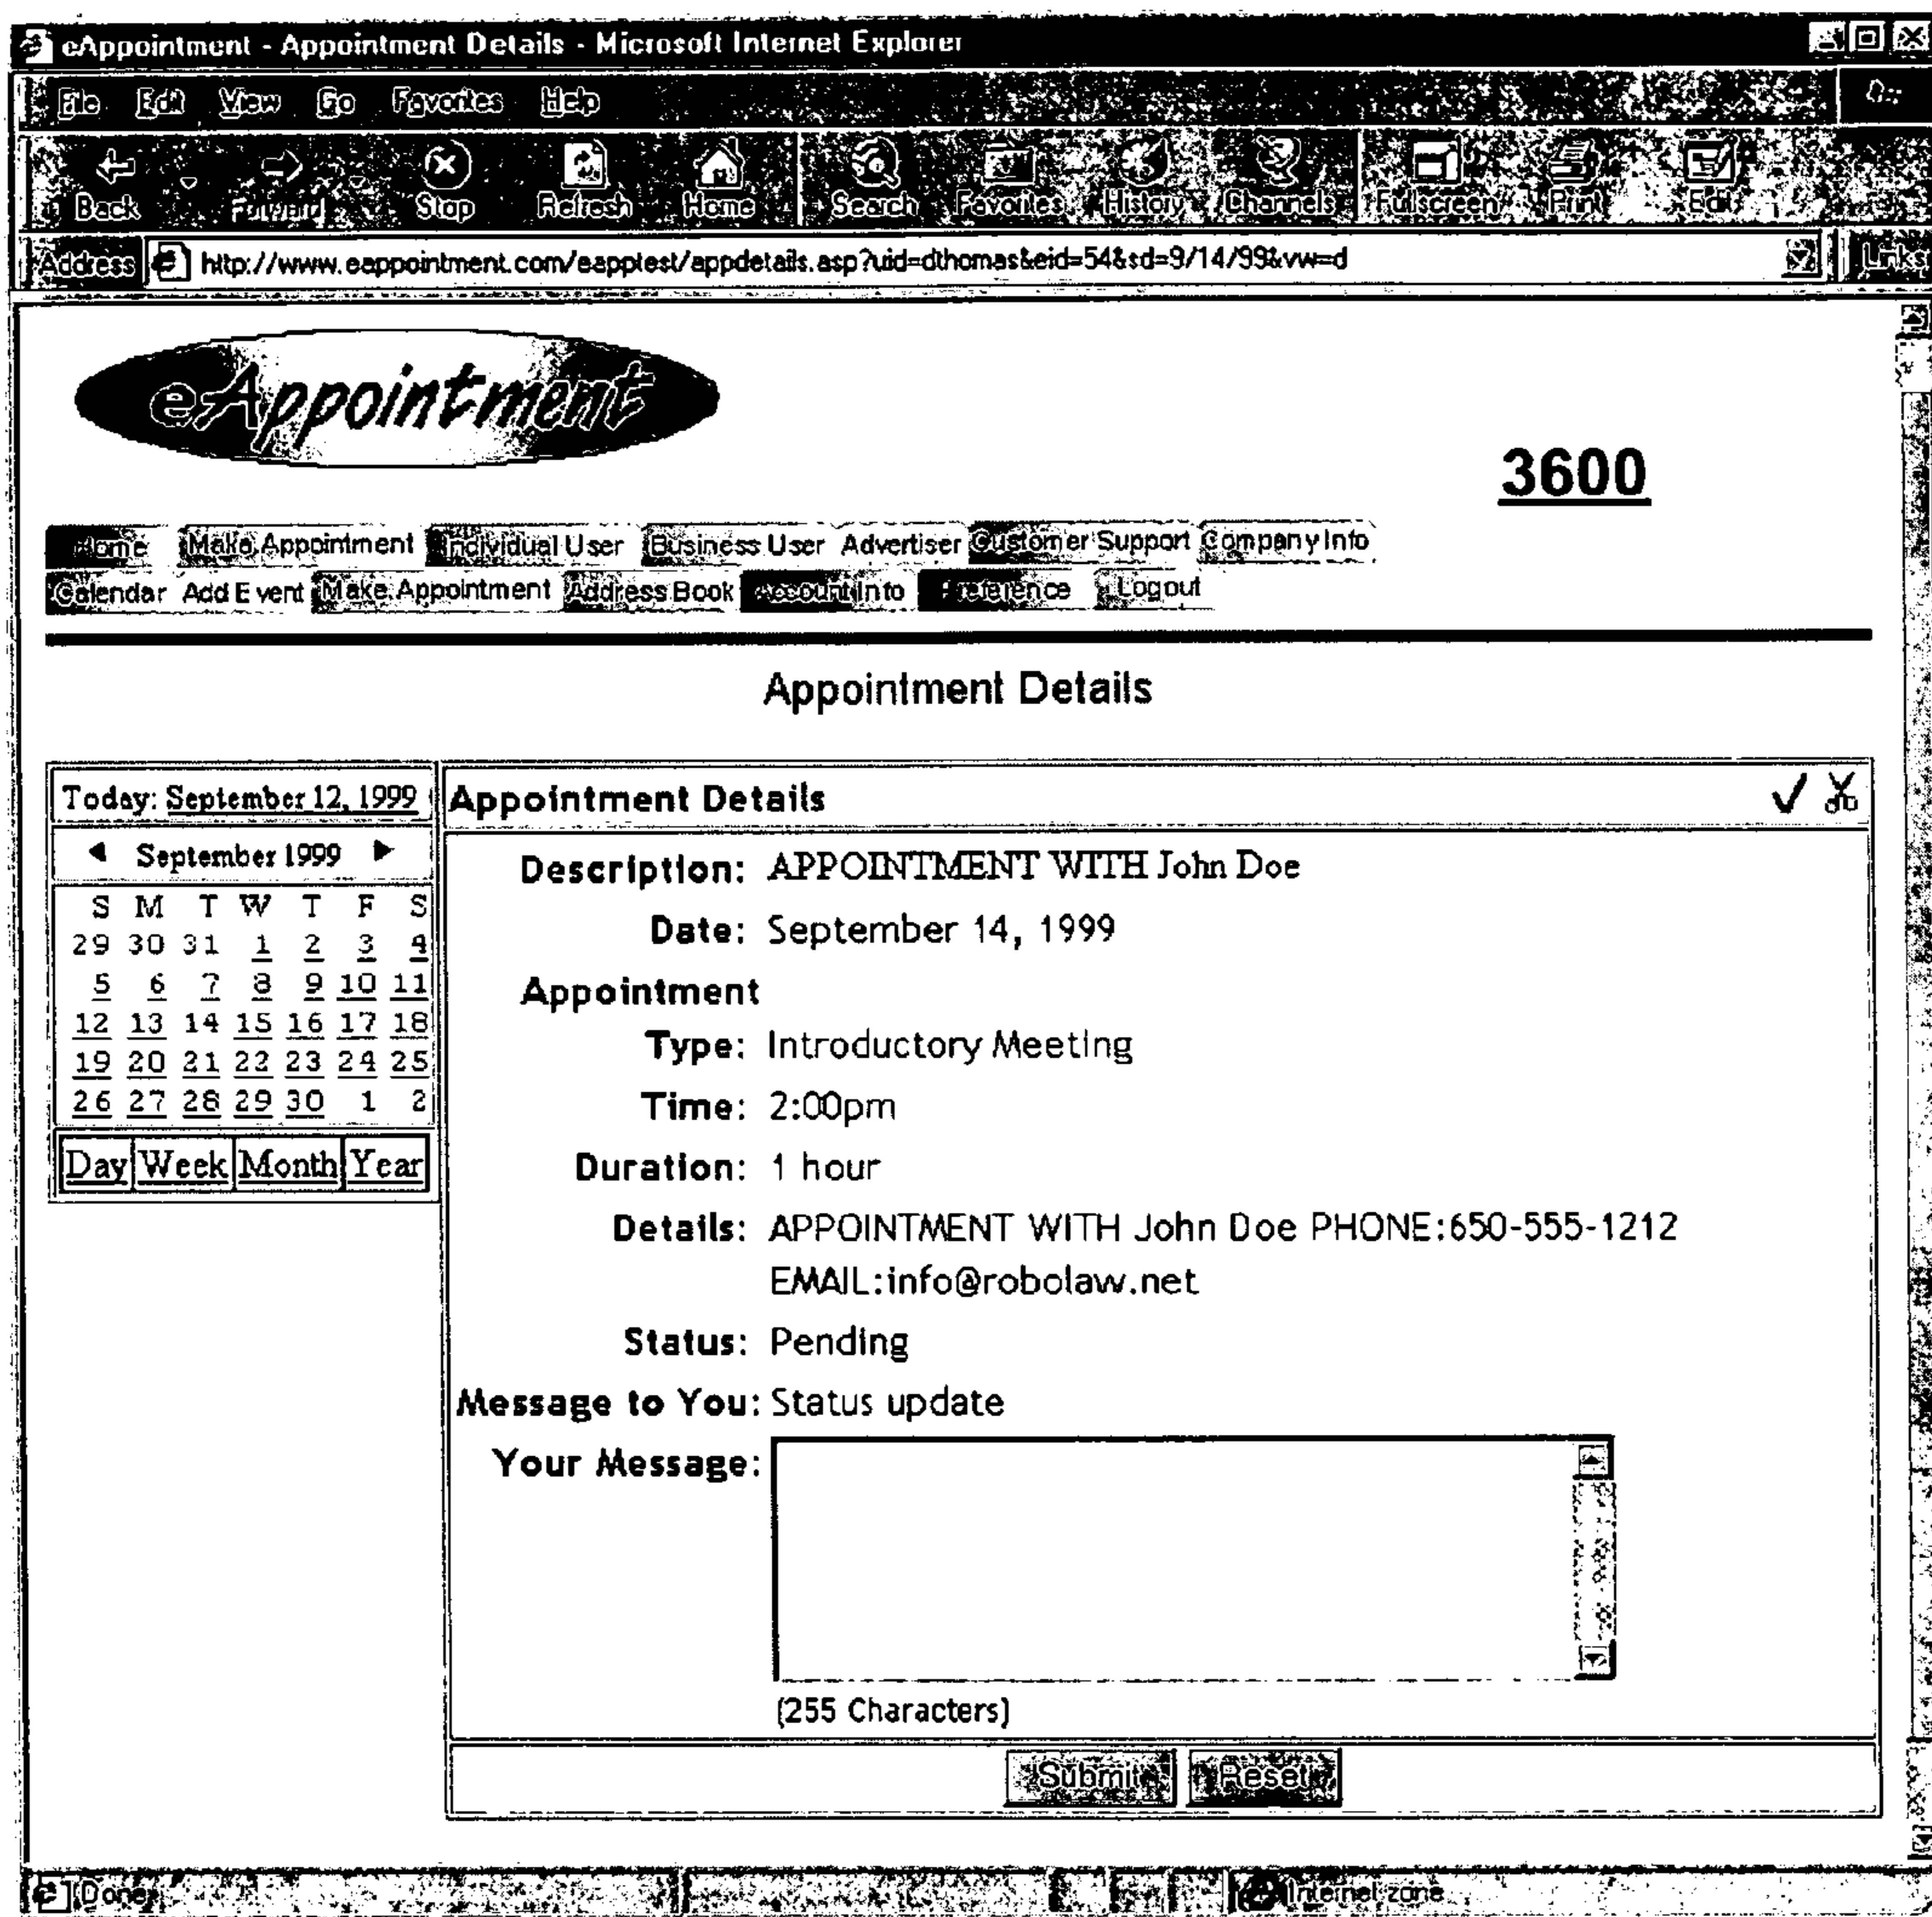 eAppointment - Appointment Details - Microsoft Internet Explorer
File Edit View Go Favorites Help
Back Forward Stop Refresh Home Search Favorites History Channels Fullscreen Print Edit
Address http://www.eappointment.com/eapptest/appdetails.asp?uid=dthomas&eid=54&sd=9/14/99&vw=d Links
eAppointment
3600
Home Make Appointment Individual User Business User Advertiser Customer Support Company Info
Calendar Add Event Make Appointment Address Book Account Info Preference Logout
Appointment Details
Today: September 12, 1999
September 1999
S M T W T F S
29 30 31 1 2 3 4
5 6 7 8 9 10 11
12 13 14 15 16 17 18
19 20 21 22 23 24 25
26 27 28 29 30 1 2
Day Week Month Year
Appointment Details
Description: APPOINTMENT WITH John Doe
Date: September 14, 1999
Appointment
Type: Introductory Meeting
Time: 2:00pm
Duration: 1 hour
Details: APPOINTMENT WITH John Doe PHONE:650-555-1212
EMAIL:info@robolaw.net
Status: Pending
Message to You: Status update
Your Message:
(255 Characters)
Submit Reset
Done Internet zone